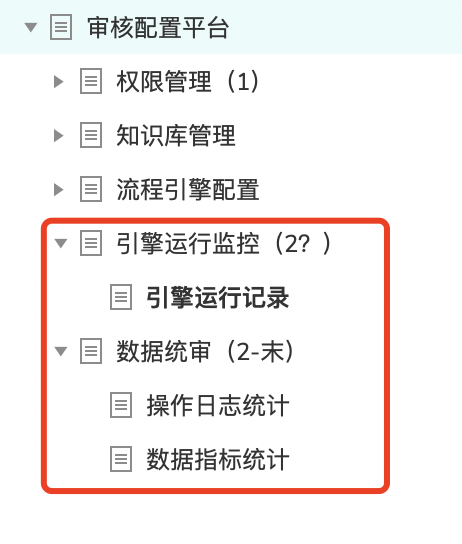 审核配置平台
权限管理（1）
知识库管理
流程引擎配置
引擎运行监控（2？）
引擎运行记录
数据统审（2-末）
操作日志统计
数据指标统计